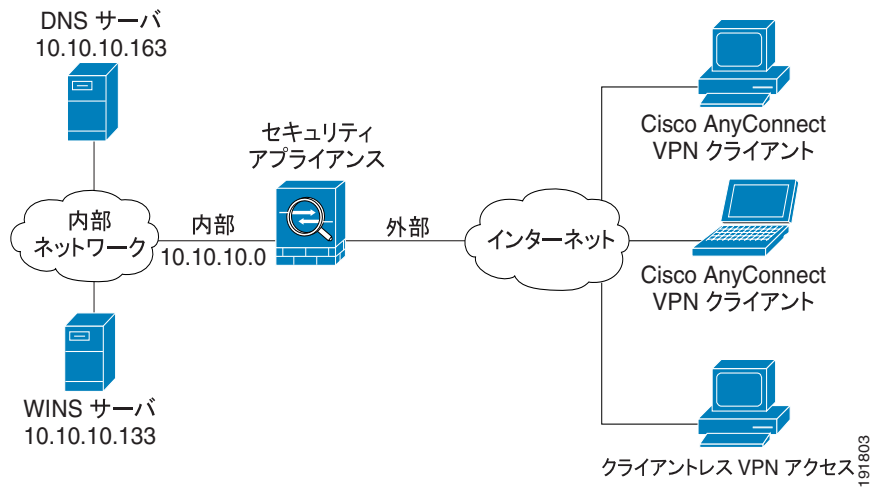 DNS サーバ
10.10.10.163
セキュリティ
アプライアンス
内部
ネットワーク
内部
10.10.10.0
外部
インターネット
WINS サーバ
10.10.10.133
Cisco AnyConnect
VPN クライアント
Cisco AnyConnect
VPN クライアント
クライアントレス VPN アクセス
191803